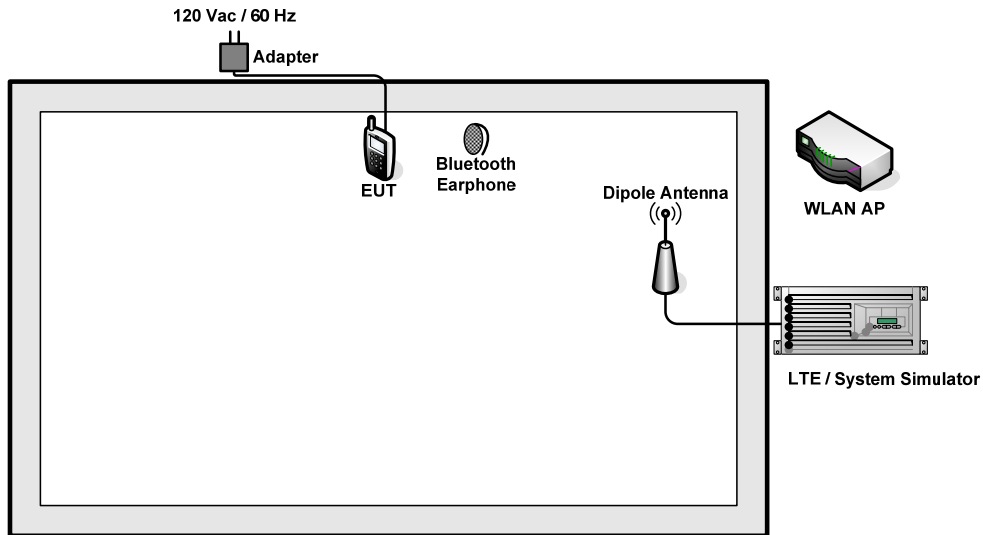 120 Vac / 60 Hz
Adapter
EUT
Bluetooth
Earphone
Dipole Antenna
WLAN AP
LTE / System Simulator